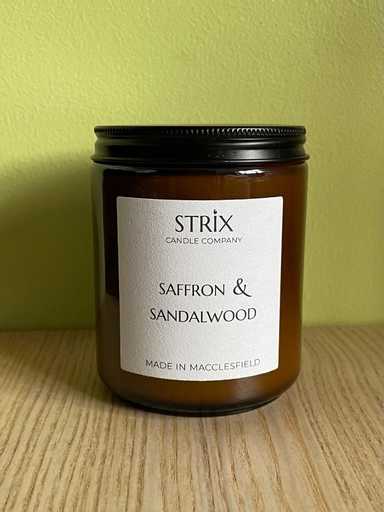 STRiX
CANDLE COMPANY
SAFFRON &
SANDALWOOD
MADE IN MACCLESFIELD